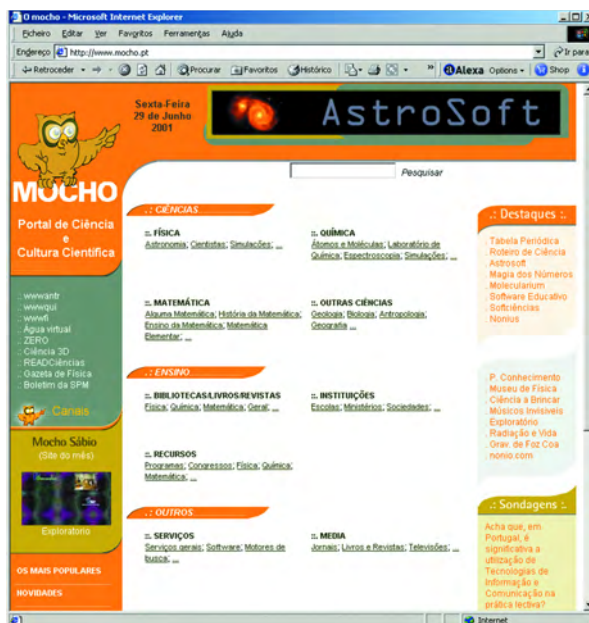 O mocho - Microsoft Internet Explorer
Ficheiro Editar Ver Favoritos Ferramentas Ajuda
Endereço http://www.mocho.pt Ir para
Retroceder Procurar Favoritos Histórico Alexa Options Shop
Sexta-Feira
29 de Junho
2001
AstroSoft
MOCHO
Portal de Ciência
e
Cultura Científica
Pesquisar
.: wwwantr
.: wwwqui
.: wwwfi
.: Água virtual
.: ZERO
.: Ciência 3D
.: READCiências
.: Gazeta de Física
.: Boletim da SPM
Canais
Mocho Sábio
(Site do mês)
Exploratorio
OS MAIS POPULARES
NOVIDADES
.: CIÊNCIAS
::. FÍSICA
Astronomia; Cientistas; Simulações; ...
::. QUÍMICA
Átomos e Moléculas; Laboratório de
Química; Espectroscopia; Simulações; ...
::. MATEMÁTICA
Alguma Matemática; História da Matemática;
Ensino da Matemática; Matemática
Elementar; ...
::. OUTRAS CIÊNCIAS
Geologia; Biologia; Antropologia;
Geografia ...
.: ENSINO
::. BIBLIOTECAS/LIVROS/REVISTAS
Física; Química; Matemática; Geral; ...
::. INSTITUIÇÕES
Escolas; Ministérios; Sociedades; ...
::. RECURSOS
Programas; Congressos; Física; Química;
Matemática; ...
.: OUTROS
::. SERVIÇOS
Serviços gerais; Software; Motores de
busca; ...
::. MEDIA
Jornais; Livros e Revistas; Televisões; ...
.: Destaques :.
. Tabela Periódica
. Roteiro de Ciência
. Astrosoft
. Magia dos Números
. Molecularium
. Software Educativo
. Softciências
. Nonius
. P. Conhecimento
. Museu de Física
. Ciência a Brincar
. Músicos Invisíveis
. Exploratório
. Radiação e Vida
. Grav. de Foz Coa
. nonio.com
.: Sondagens :.
Acha que, em
Portugal, é
significativa a
utilização de
Tecnologias de
Informação e
Comunicação na
prática lectiva?
Internet